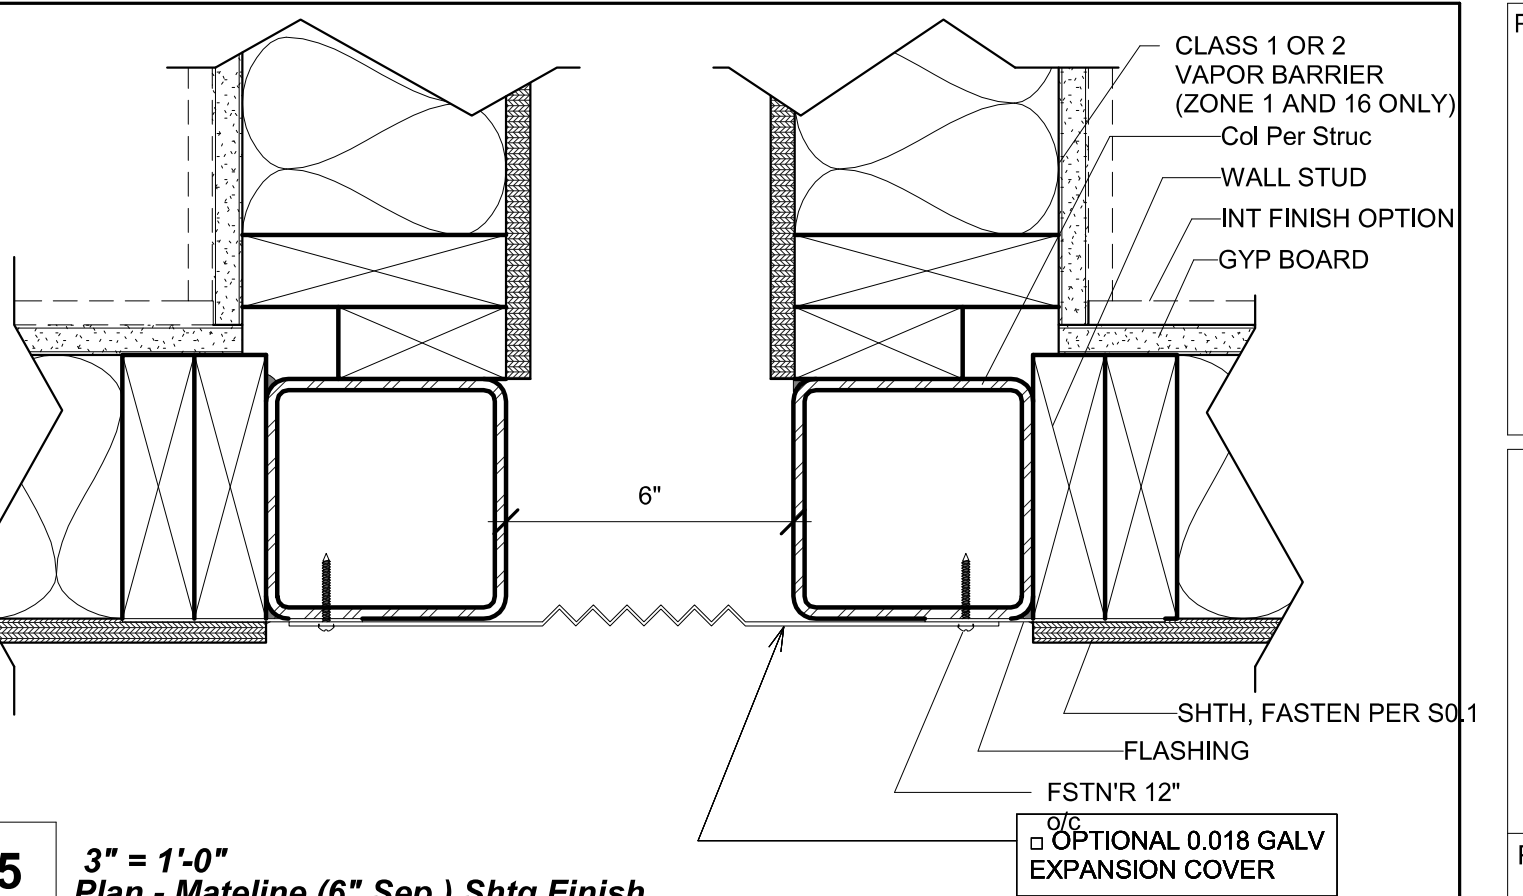 CLASS 1 OR 2
VAPOR BARRIER
(ZONE 1 AND 16 ONLY)
Col Per Struc
WALL STUD
INT FINISH OPTION
GYP BOARD
6"
SHTH, FASTEN PER S0.1
FLASHING
FSTN'R 12"
o/c
□ OPTIONAL 0.018 GALV
EXPANSION COVER
5
3" = 1'-0"
Plan - Mateline (6" Sep.) Shtg Finish